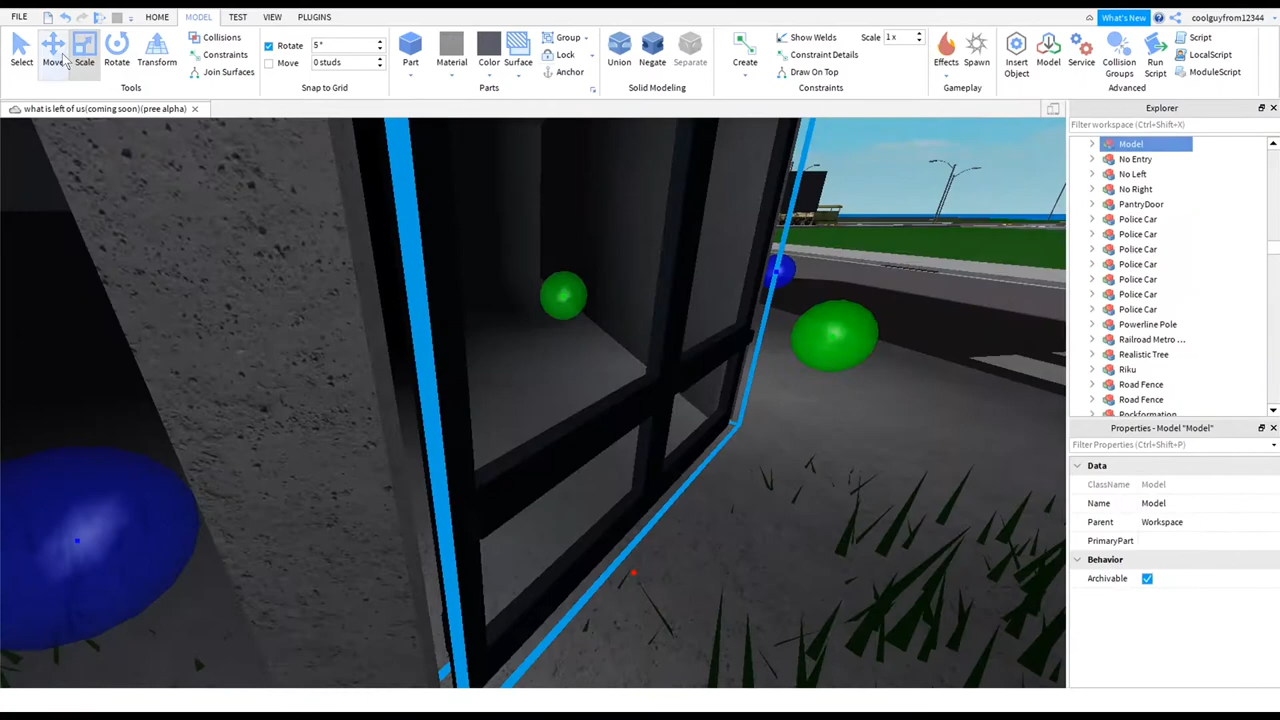 FILE HOME MODEL TEST VIEW PLUGINS What's New coolguyfrom12344
Select Move Scale Rotate Transform
Collisions
Constraints
Join Surfaces
Tools
Rotate 5 °
Move 0 studs
Snap to Grid
Part Material Color Surface
Group
Lock
Anchor
Parts
Union Negate Separate
Solid Modeling
Create
Show Welds Scale 1 x
Constraint Details
Draw On Top
Constraints
Effects Spawn
Gameplay
Insert Object Model Service Collision Groups Run Script
Script
LocalScript
ModuleScript
Advanced
what is left of us(coming soon)(pree alpha)
Explorer
Filter workspace (Ctrl+Shift+X)
Model
No Entry
No Left
No Right
PantryDoor
Police Car
Police Car
Police Car
Police Car
Police Car
Police Car
Police Car
Powerline Pole
Railroad Metro ...
Realistic Tree
Riku
Road Fence
Road Fence
Rockformation
Properties - Model "Model"
Filter Properties (Ctrl+Shift+P)
Data
ClassName Model
Name Model
Parent Workspace
PrimaryPart
Behavior
Archivable